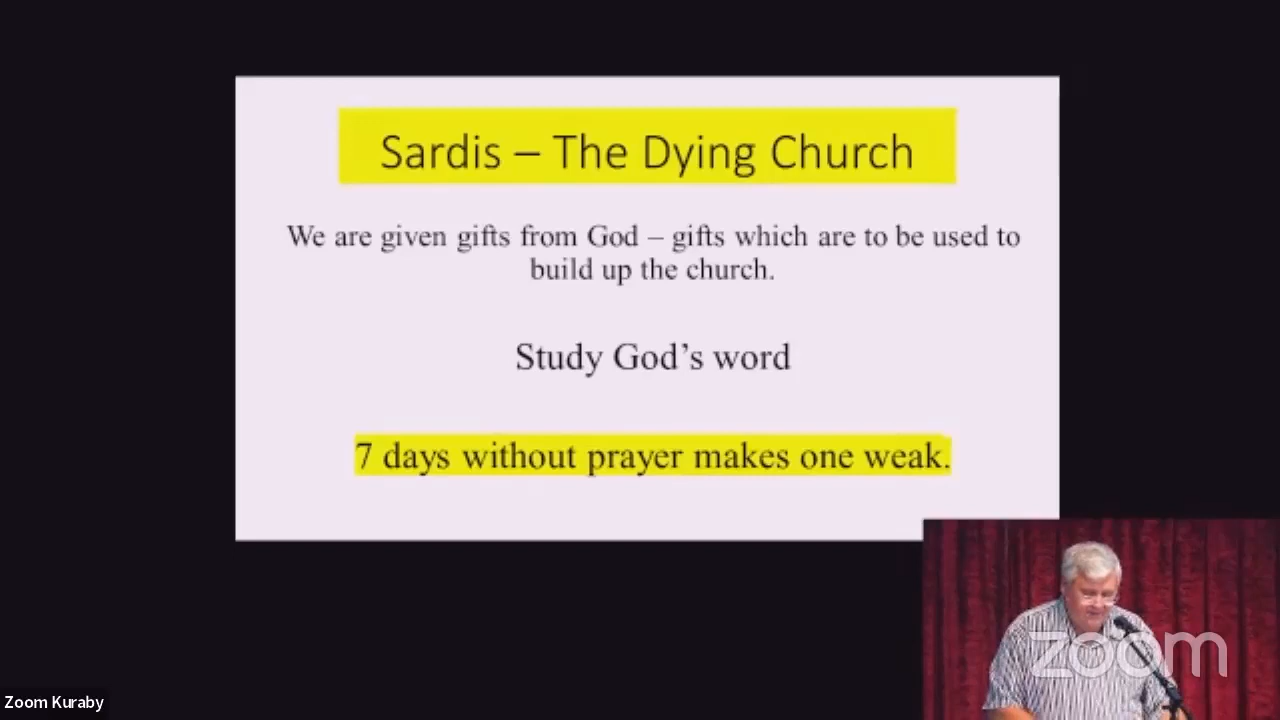 Sardis – The Dying Church
We are given gifts from God – gifts which are to be used to
build up the church.
Study God’s word
7 days without prayer makes one weak.
zoom
Zoom Kuraby